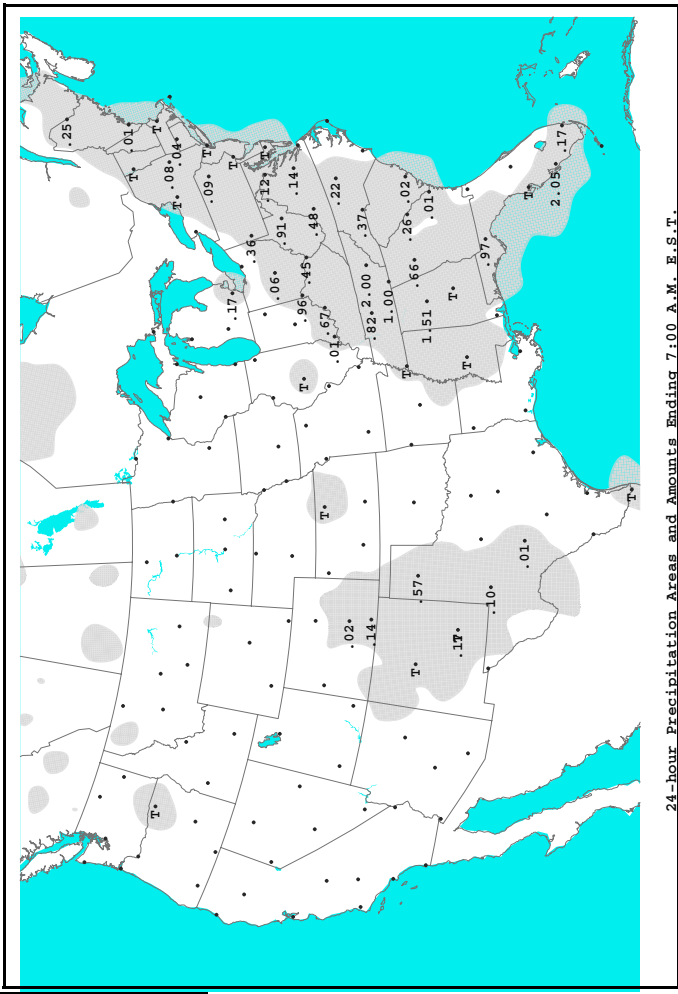 .25
.01
T
T
T
.08
.04
T
T
.09
.17
T
.36
.12
T
.06
.91
.14
.96
T
.45
.48
T
.67
.01
.22
.02
.37
2.00
.14
.82
1.00
T
.26
.02
.66
T
.57
1.51
.01
T
T
.97
.10
.01
T
2.05
.17
T
24-hour Precipitation Areas and Amounts Ending 7:00 A.M. E.S.T.